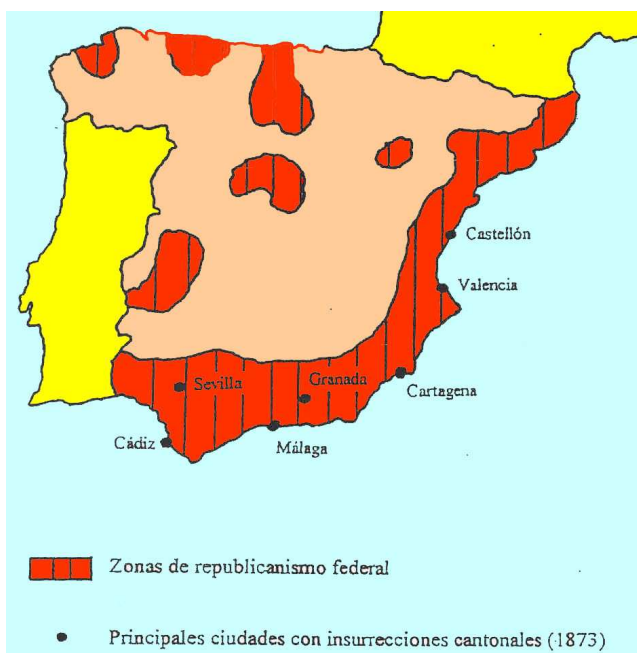 Castellón
Valencia
Sevilla
Granada
Cartagena
Cádiz
Málaga
Zonas de republicanismo federal
Principales ciudades con insurrecciones cantonales (1873)